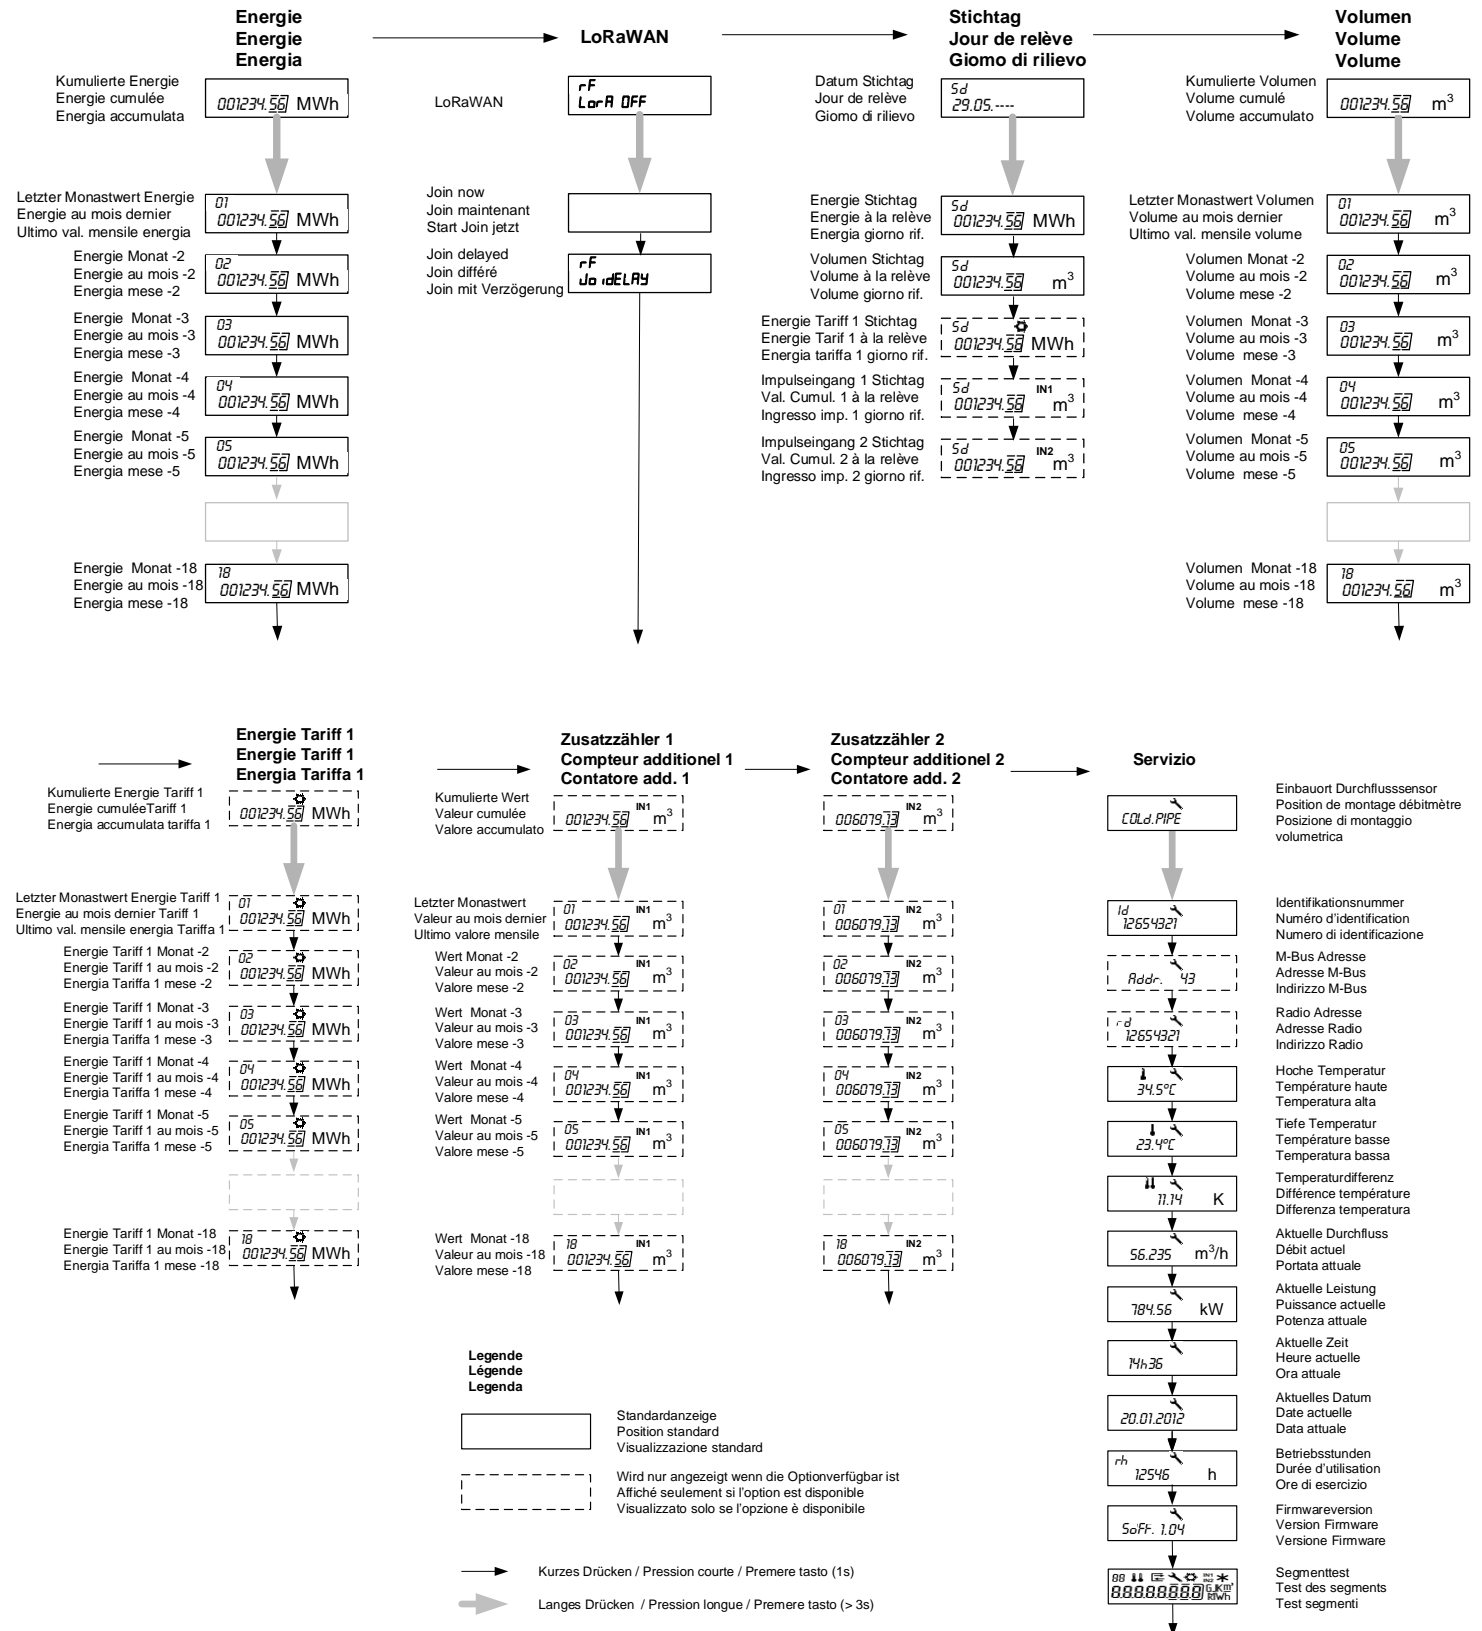 Energie
Energie
Energia
Kumulierte Energie
Energie cumulée
Energia accumulata
001234.56 MWh
Letzter Monastwert Energie
Energie au mois dernier
Ultimo val. mensile energia
01
001234.56 MWh
Energie Monat -2
Energie au mois -2
Energia mese -2
02
001234.56 MWh
Energie Monat -3
Energie au mois -3
Energia mese -3
03
001234.56 MWh
Energie Monat -4
Energie au mois -4
Energia mese -4
04
001234.56 MWh
Energie Monat -5
Energie au mois -5
Energia mese -5
05
001234.56 MWh
Energie Monat -18
Energie au mois -18
Energia mese -18
18
001234.56 MWh
LoRaWAN
LoRaWAN
rF
LorA OFF
Join now
Join maintenant
Start Join jetzt
Join delayed
Join différé
Join mit Verzögerung
rF
JoidELAY
Stichtag
Jour de relève
Giomo di rilievo
Datum Stichtag
Jour de relève
Giomo di rilievo
Sd
29.05.----
Energie Stichtag
Energie à la relève
Energia giorno rif.
Sd
001234.56 MWh
Volumen Stichtag
Volume à la relève
Volume giorno rif.
Sd
001234.56 m³
Energie Tariff 1 Stichtag
Energie Tarif 1 à la relève
Energia tariffa 1 giorno rif.
Sd
001234.56 MWh
Impulseingang 1 Stichtag
Val. Cumul. 1 à la relève
Ingresso imp. 1 giorno rif.
Sd IN1
001234.56 m³
Impulseingang 2 Stichtag
Val. Cumul. 2 à la relève
Ingresso imp. 2 giorno rif.
Sd IN2
001234.56 m³
Volumen
Volume
Volume
Kumulierte Volumen
Volume cumulé
Volume accumulato
001234.56 m³
Letzter Monastwert Volumen
Volume au mois dernier
Ultimo val. mensile volume
01
001234.56 m³
Volumen Monat -2
Volume au mois -2
Volume mese -2
02
001234.56 m³
Volumen Monat -3
Volume au mois -3
Volume mese -3
03
001234.56 m³
Volumen Monat -4
Volume au mois -4
Volume mese -4
04
001234.56 m³
Volumen Monat -5
Volume au mois -5
Volume mese -5
05
001234.56 m³
Volumen Monat -18
Volume au mois -18
Volume mese -18
18
001234.56 m³
Energie Tariff 1
Energie Tariff 1
Energia Tariffa 1
Kumulierte Energie Tariff 1
Energie cumuléeTariff 1
Energia accumulata tariffa 1
001234.56 MWh
Letzter Monastwert Energie Tariff 1
Energie au mois dernier Tariff 1
Ultimo val. mensile energia Tariffa 1
01
001234.56 MWh
Energie Tariff 1 Monat -2
Energie Tariff 1 au mois -2
Energia Tariffa 1 mese -2
02
001234.56 MWh
Energie Tariff 1 Monat -3
Energie Tariff 1 au mois -3
Energia Tariffa 1 mese -3
03
001234.56 MWh
Energie Tariff 1 Monat -4
Energie Tariff 1 au mois -4
Energia Tariffa 1 mese -4
04
001234.56 MWh
Energie Tariff 1 Monat -5
Energie Tariff 1 au mois -5
Energia Tariffa 1 mese -5
05
001234.56 MWh
Energie Tariff 1 Monat -18
Energie Tariff 1 au mois -18
Energia Tariffa 1 mese -18
18
001234.56 MWh
Zusatzzähler 1
Compteur additionel 1
Contatore add. 1
Kumulierte Wert
Valeur cumulée
Valore accumulato
IN1
001234.56 m³
Letzter Monastwert
Valeur au mois dernier
Ultimo valore mensile
01 IN1
001234.56 m³
Wert Monat -2
Valeur au mois -2
Valore mese -2
02 IN1
001234.56 m³
Wert Monat -3
Valeur au mois -3
Valore mese -3
03 IN1
001234.56 m³
Wert Monat -4
Valeur au mois -4
Valore mese -4
04 IN1
001234.56 m³
Wert Monat -5
Valeur au mois -5
Valore mese -5
05 IN1
001234.56 m³
Wert Monat -18
Valeur au mois -18
Valore mese -18
18 IN1
001234.56 m³
Zusatzzähler 2
Compteur additionel 2
Contatore add. 2
IN2
006079.13 m³
01 IN2
006079.13 m³
02 IN2
006079.13 m³
03 IN2
006079.13 m³
04 IN2
006079.13 m³
05 IN2
006079.13 m³
18 IN2
006079.13 m³
Servizio
COLd.PIPE
Einbauort Durchflusssensor
Position de montage débitmètre
Posizione di montaggio
volumetrica
Id
12654321
Identifikationsnummer
Numéro d'identification
Numero di identificazione
Addr. 43
M-Bus Adresse
Adresse M-Bus
Indirizzo M-Bus
rd
12654321
Radio Adresse
Adresse Radio
Indirizzo Radio
34.5°C
Hoche Temperatur
Température haute
Temperatura alta
23.4°C
Tiefe Temperatur
Température basse
Temperatura bassa
11.14 K
Temperaturdifferenz
Différence température
Differenza temperatura
56.235 m³/h
Aktuelle Durchfluss
Débit actuel
Portata attuale
784.56 kW
Aktuelle Leistung
Puissance actuelle
Potenza attuale
14h36
Aktuelle Zeit
Heure actuelle
Ora attuale
20.01.2012
Aktuelles Datum
Date actuelle
Data attuale
rh
12546 h
Betriebsstunden
Durée d'utilisation
Ore di esercizio
SoFF. 1.04
Firmwareversion
Version Firmware
Versione Firmware
88 IN1 IN2
8.8.8.8.8.8.8.8
Segmenttest
Test des segments
Test segmenti
Legende
Légende
Legenda
Standardanzeige
Position standard
Visualizzazione standard
Wird nur angezeigt wenn die Optionverfügbar ist
Affiché seulement si l'option est disponible
Visualizzato solo se l'opzione è disponibile
Kurzes Drücken / Pression courte / Premere tasto (1s)
Langes Drücken / Pression longue / Premere tasto (> 3s)